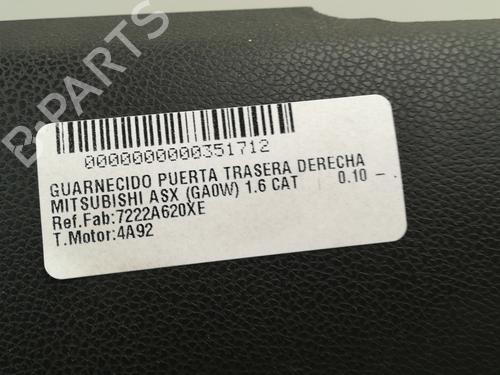 B-PARTS
0000000000351712
GUARNECIDO PUERTA TRASERA DERECHA
MITSUBISHI ASX (GA0W) 1.6 CAT 0.10 - .
Ref.Fab:7222A620XE
T.Motor:4A92